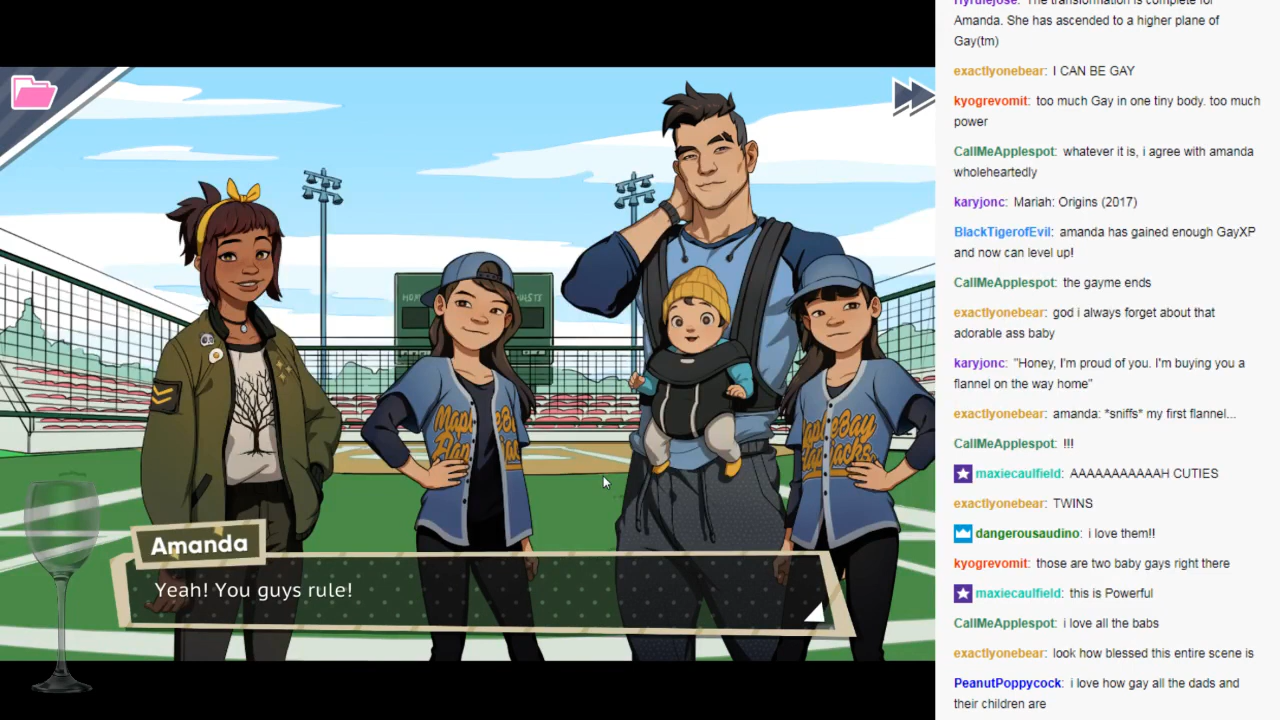 Hyrulejose: The transformation is complete for
Amanda. She has ascended to a higher plane of
Gay(tm)
exactlyonebear: I CAN BE GAY
kyogrevomit: too much Gay in one tiny body. too much
power
CallMeApplespot: whatever it is, i agree with amanda
wholeheartedly
karyjonc: Mariah: Origins (2017)
BlackTigerofEvil: amanda has gained enough GayXP
and now can level up!
CallMeApplespot: the gayme ends
exactlyonebear: god i always forget about that
adorable ass baby
karyjonc: "Honey, I'm proud of you. I'm buying you a
flannel on the way home"
exactlyonebear: amanda: *sniffs* my first flannel...
CallMeApplespot: !!!
maxiecaulfield: AAAAAAAAAAAH CUTIES
exactlyonebear: TWINS
dangerousaudino: i love them!!
kyogrevomit: those are two baby gays right there
maxiecaulfield: this is Powerful
CallMeApplespot: i love all the babs
exactlyonebear: look how blessed this entire scene is
PeanutPoppycock: i love how gay all the dads and
their children are
Amanda
Yeah! You guys rule!